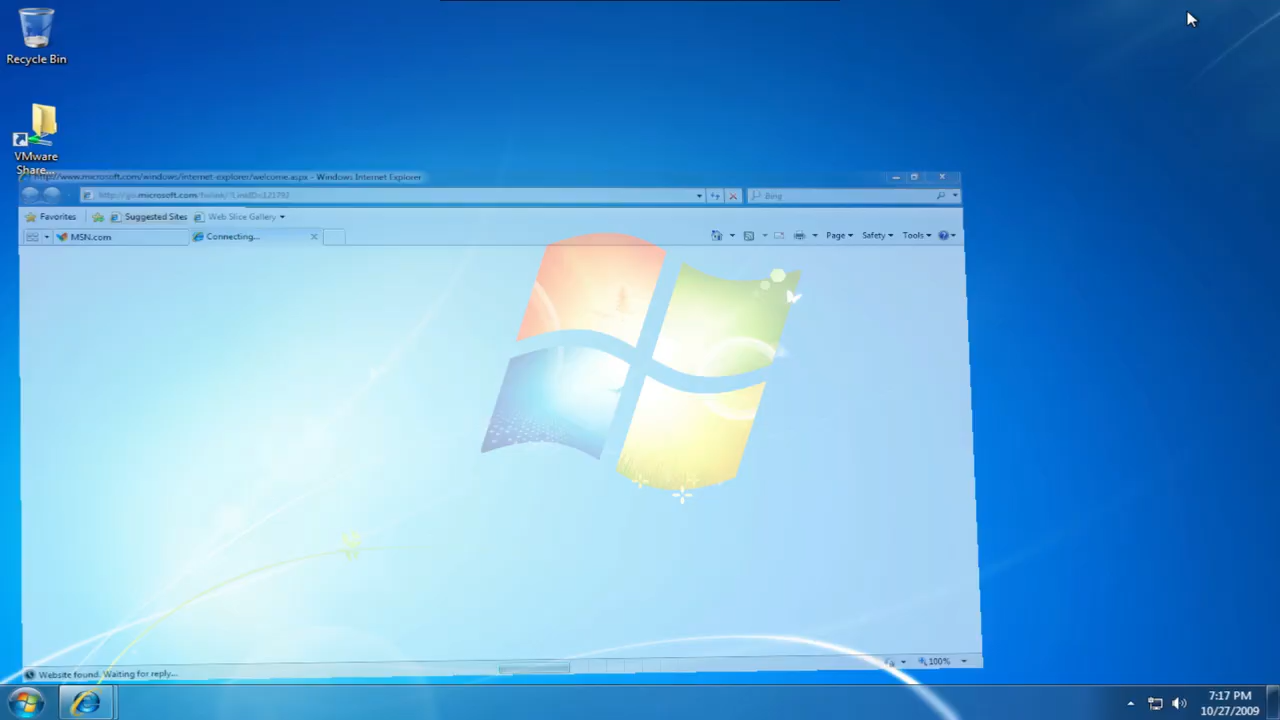 Recycle Bin
VMware
Share...
http://www.microsoft.com/windows/internet-explorer/welcome.aspx - Windows Internet Explorer
http://go.microsoft.com/fwlink/?LinkId=121792
Bing
Favorites Suggested Sites Web Slice Gallery
MSN.com Connecting... Page Safety Tools
Website found. Waiting for reply... 100%
7:17 PM
10/27/2009